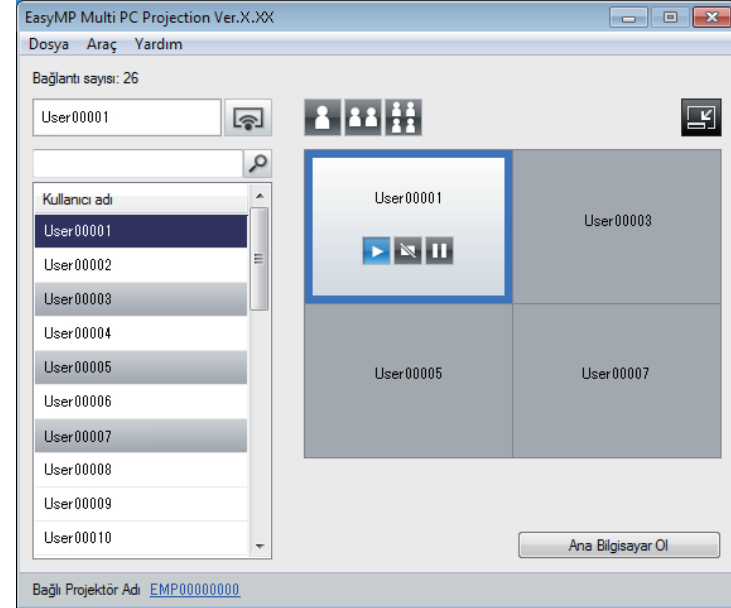 EasyMP Multi PC Projection Ver.X.XX
Dosya Araç Yardım
Bağlantı sayısı: 26
User00001
Kullanıcı adı
User00001
User00002
User00003
User00004
User00005
User00006
User00007
User00008
User00009
User00010
User00001
User00003
User00005
User00007
Ana Bilgisayar Ol
Bağlı Projektör Adı EMP00000000